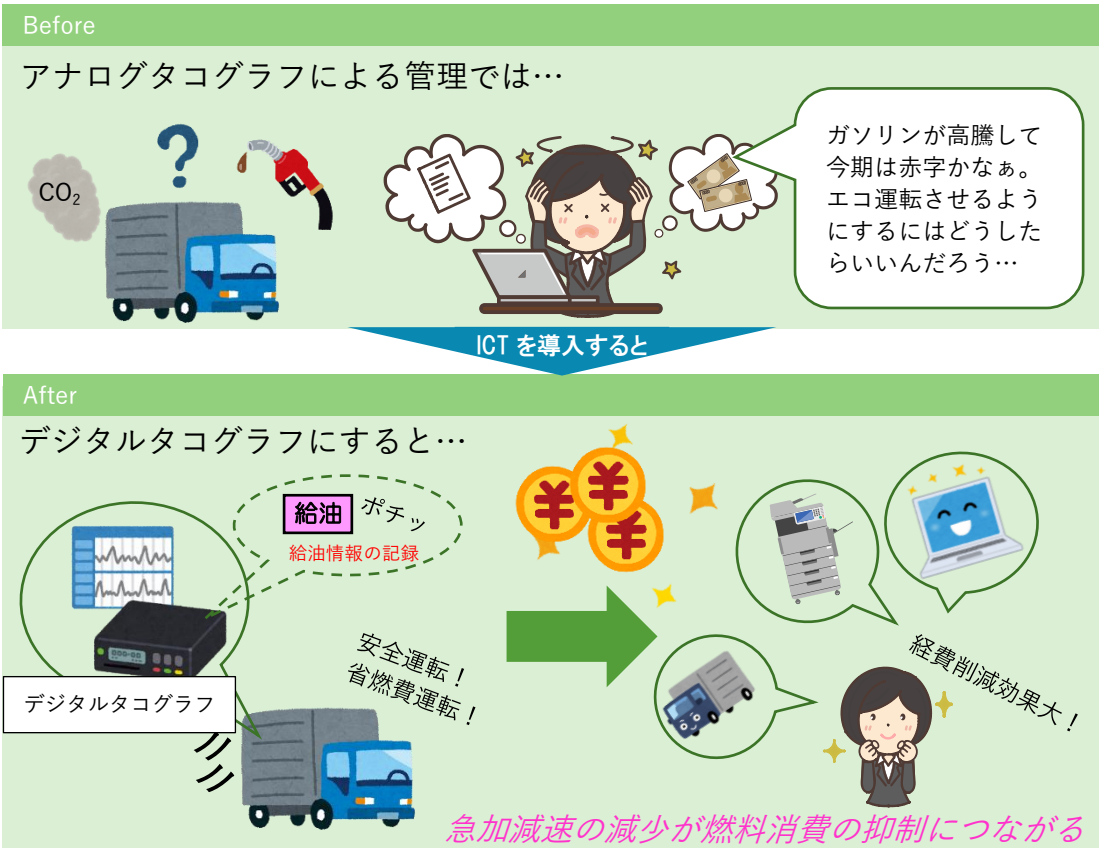 Before
アナログタコグラフによる管理では…
CO₂
ガソリンが高騰して
今期は赤字かなぁ。
エコ運転させるよう
にするにはどうした
らいいんだろう…
ICTを導入すると
After
デジタルタコグラフにすると…
給油 ポチッ
給油情報の記録
デジタルタコグラフ
安全運転！
省燃費運転！
経費削減効果大！
急加減速の減少が燃料消費の抑制につながる